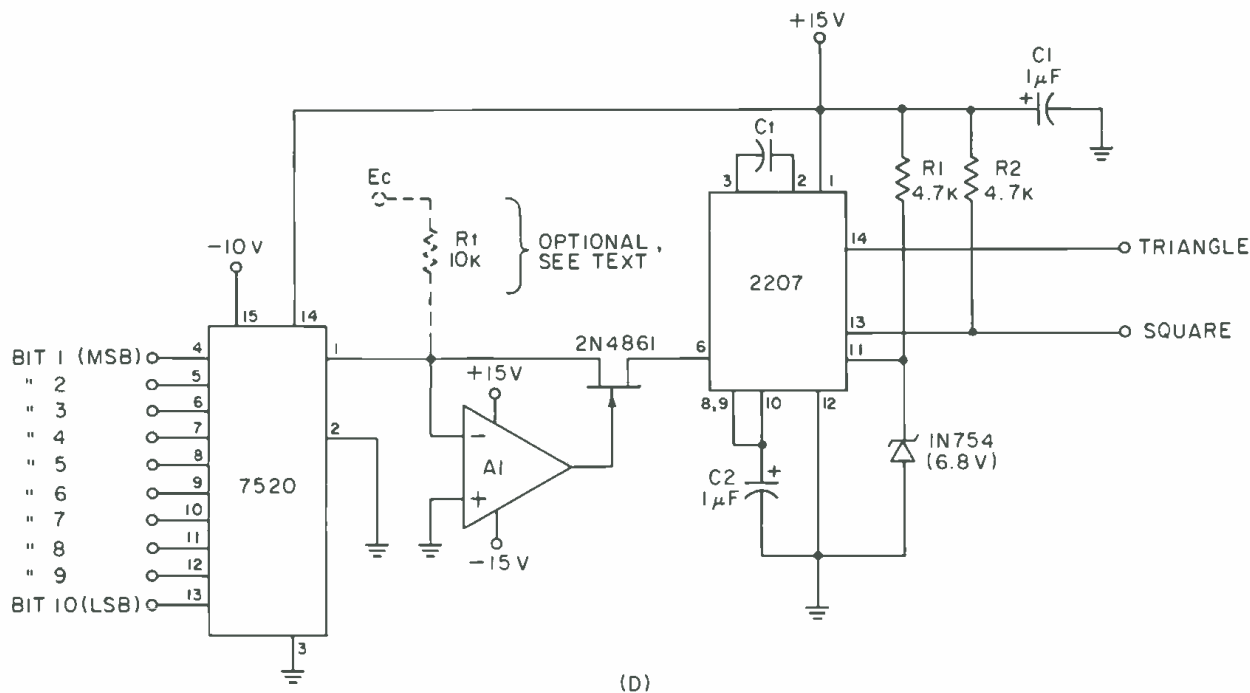 +15V
C1
1µF
+
Ct
3
2
1
R1
4.7K
R2
4.7K
Ec
Rt
10K
OPTIONAL,
SEE TEXT
-10V
15
14
14
TRIANGLE
2207
7520
13
SQUARE
2N4861
6
11
BIT 1 (MSB)
4
1
" 2
5
" 3
6
" 4
7
2
" 5
8
" 6
9
" 7
10
" 8
11
" 9
12
BIT 10(LSB)
13
3
+15V
-
A1
+
-15V
8,9
10
12
1N754
(6.8V)
C2
1µF
+
(D)